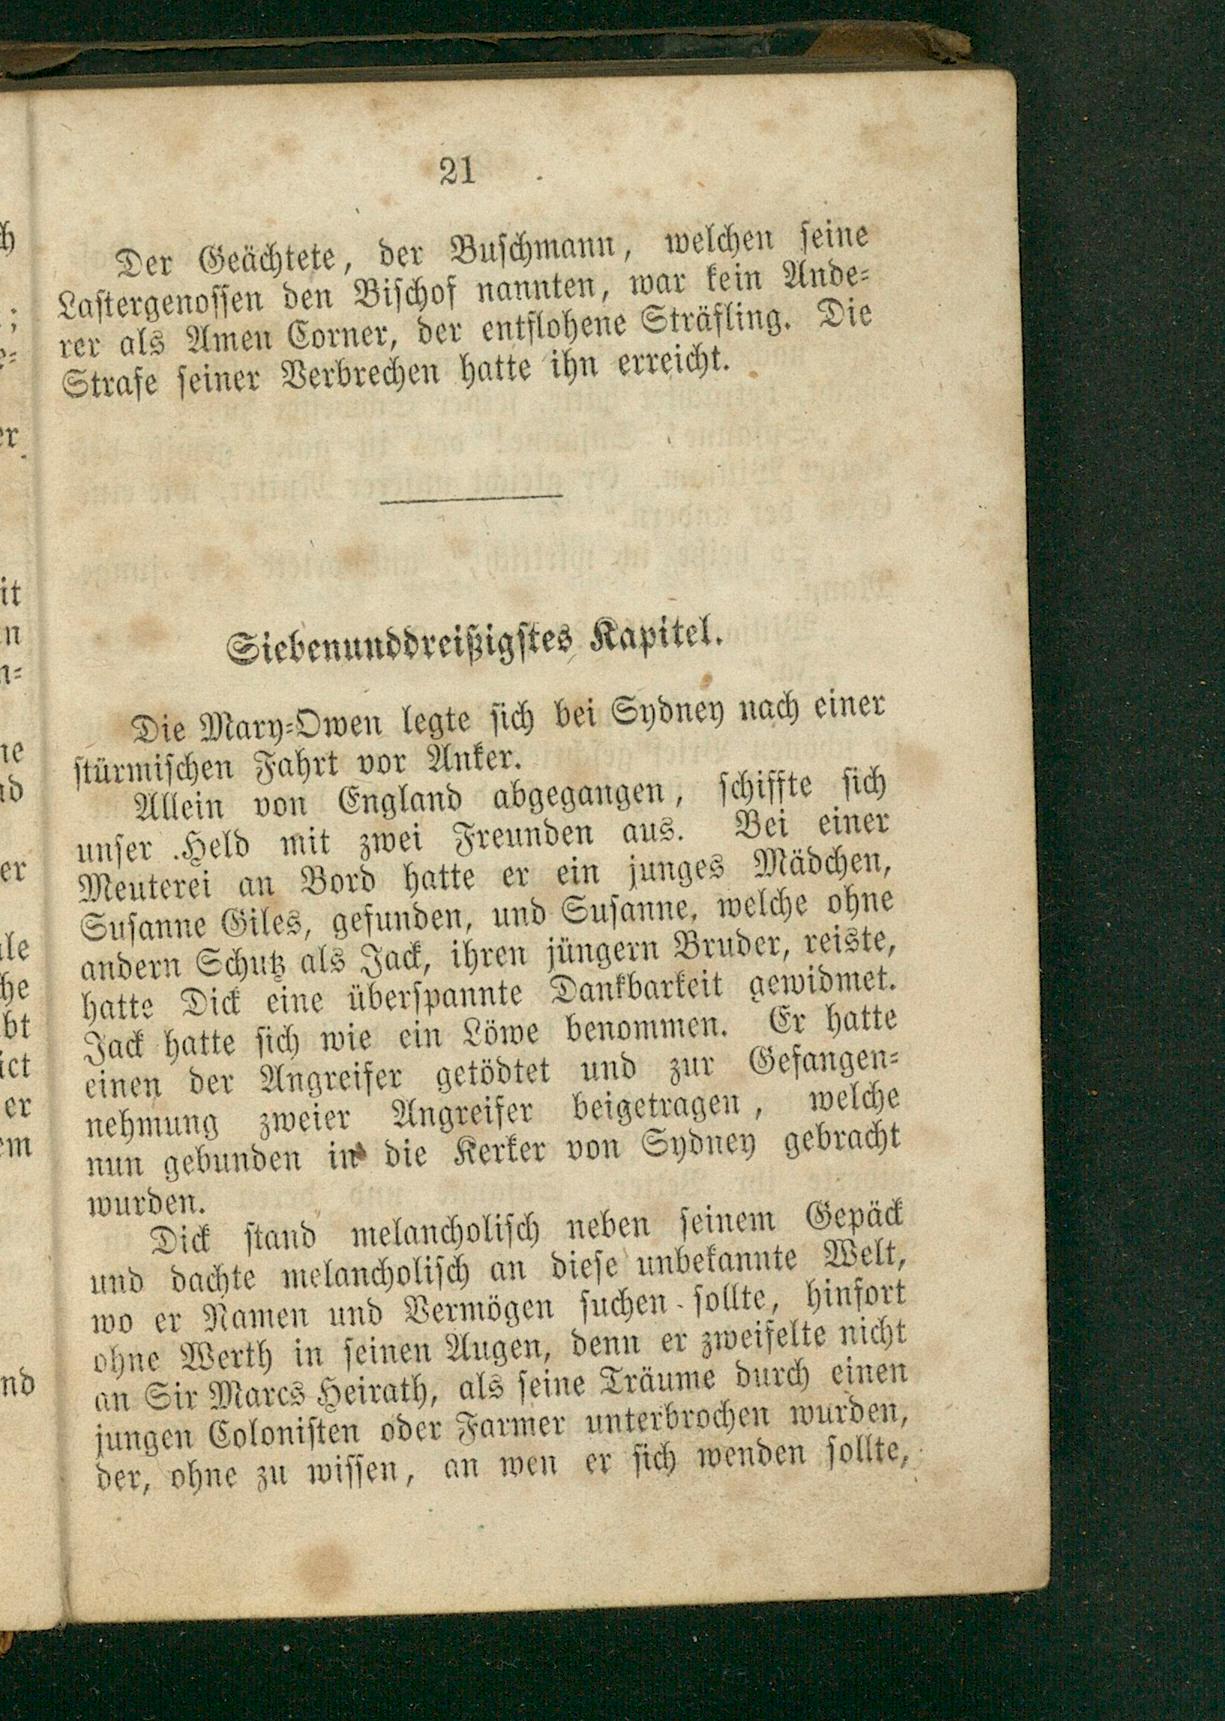 21
Der Geächtete, der Buschmann, welchen seine
Lastergenossen den Bischof nannten, war kein Ande-
rer als Amen Corner, der entflohene Sträfling. Die
Strafe seiner Verbrechen hatte ihn erreicht.
Siebenunddreißigstes Kapitel.
Die Mary-Owen legte sich bei Sydney nach einer
stürmischen Fahrt vor Anker.
Allein von England abgegangen, schiffte sich
unser Held mit zwei Freunden aus. Bei einer
Meuterei an Bord hatte er ein junges Mädchen,
Susanne Giles, gefunden, und Susanne, welche ohne
andern Schutz als Jack, ihren jüngern Bruder, reiste,
hatte Dick eine überspannte Dankbarkeit gewidmet.
Jack hatte sich wie ein Löwe benommen. Er hatte
einen der Angreifer getödtet und zur Gefangen-
nehmung zweier Angreifer beigetragen, welche
nun gebunden in die Kerker von Sydney gebracht
wurden.
Dick stand melancholisch neben seinem Gepäck
und dachte melancholisch an diese unbekannte Welt,
wo er Namen und Vermögen suchen sollte, hinfort
ohne Werth in seinen Augen, denn er zweifelte nicht
an Sir Marcs Heirath, als seine Träume durch einen
jungen Colonisten oder Farmer unterbrochen wurden,
der, ohne zu wissen, an wen er sich wenden sollte,